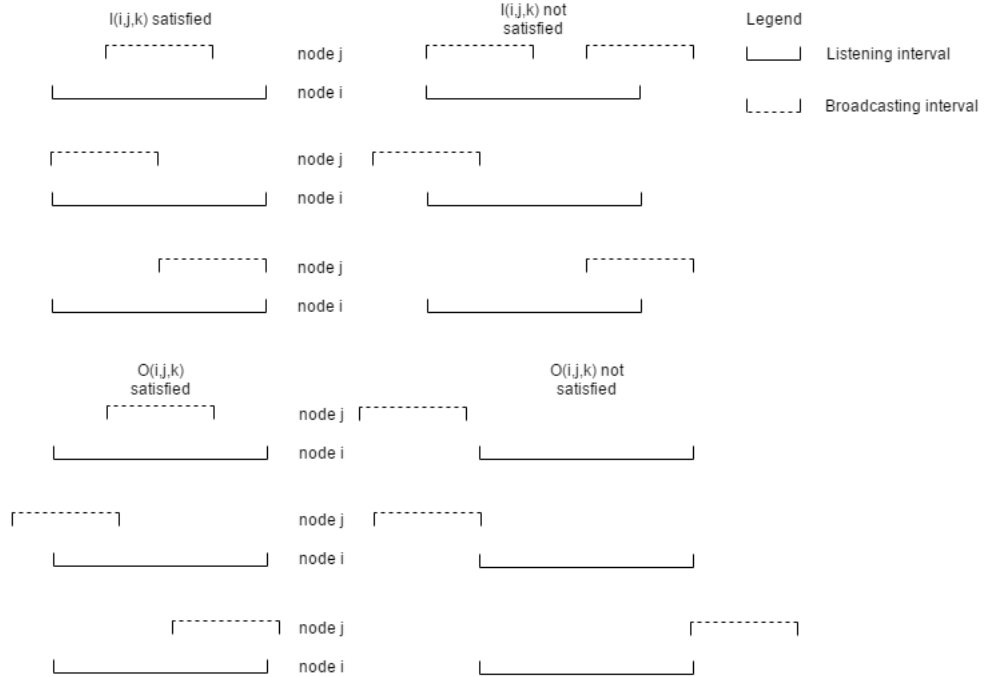 I(i,j,k) satisfied
I(i,j,k) not
satisfied
Legend
node j
Listening interval
node i
Broadcasting interval
node j
node i
node j
node i
O(i,j,k)
satisfied
O(i,j,k) not
satisfied
node j
node i
node j
node i
node j
node i